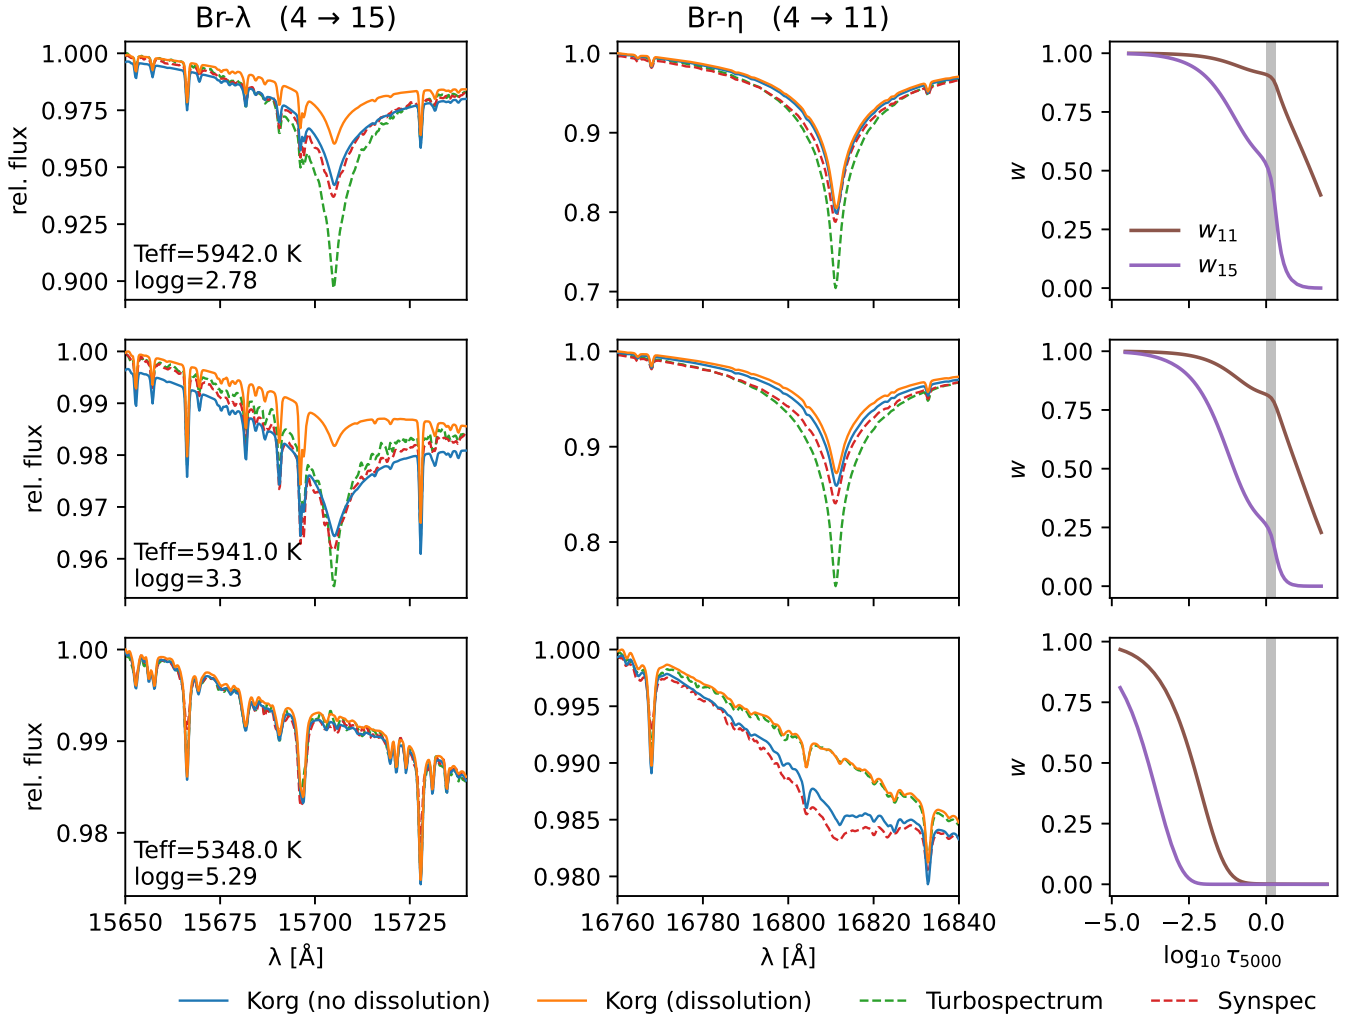 Br-λ (4 → 15)
Br-η (4 → 11)
1.000
0.975
0.950
0.925
0.900
rel. flux
Teff=5942.0 K
logg=2.78
1.0
0.9
0.8
0.7
1.00
0.75
0.50
0.25
0.00
w
w₁₁
w₁₅
1.00
0.99
0.98
0.97
0.96
rel. flux
Teff=5941.0 K
logg=3.3
1.0
0.9
0.8
1.00
0.75
0.50
0.25
0.00
w
1.00
0.99
0.98
rel. flux
Teff=5348.0 K
logg=5.29
15650 15675 15700 15725
λ [Å]
1.000
0.995
0.990
0.985
0.980
16760 16780 16800 16820 16840
λ [Å]
1.00
0.75
0.50
0.25
0.00
w
−5.0 −2.5 0.0
log₁₀ τ₅₀₀₀
Korg (no dissolution) Korg (dissolution) Turbospectrum Synspec